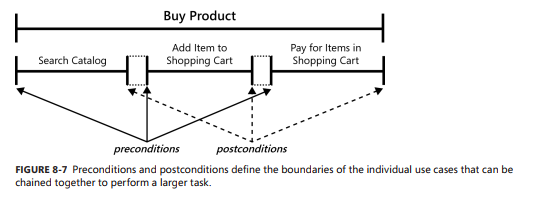 Buy Product
Search Catalog
Add Item to
Shopping Cart
Pay for Items in
Shopping Cart
preconditions
postconditions
FIGURE 8-7 Preconditions and postconditions define the boundaries of the individual use cases that can be
chained together to perform a larger task.